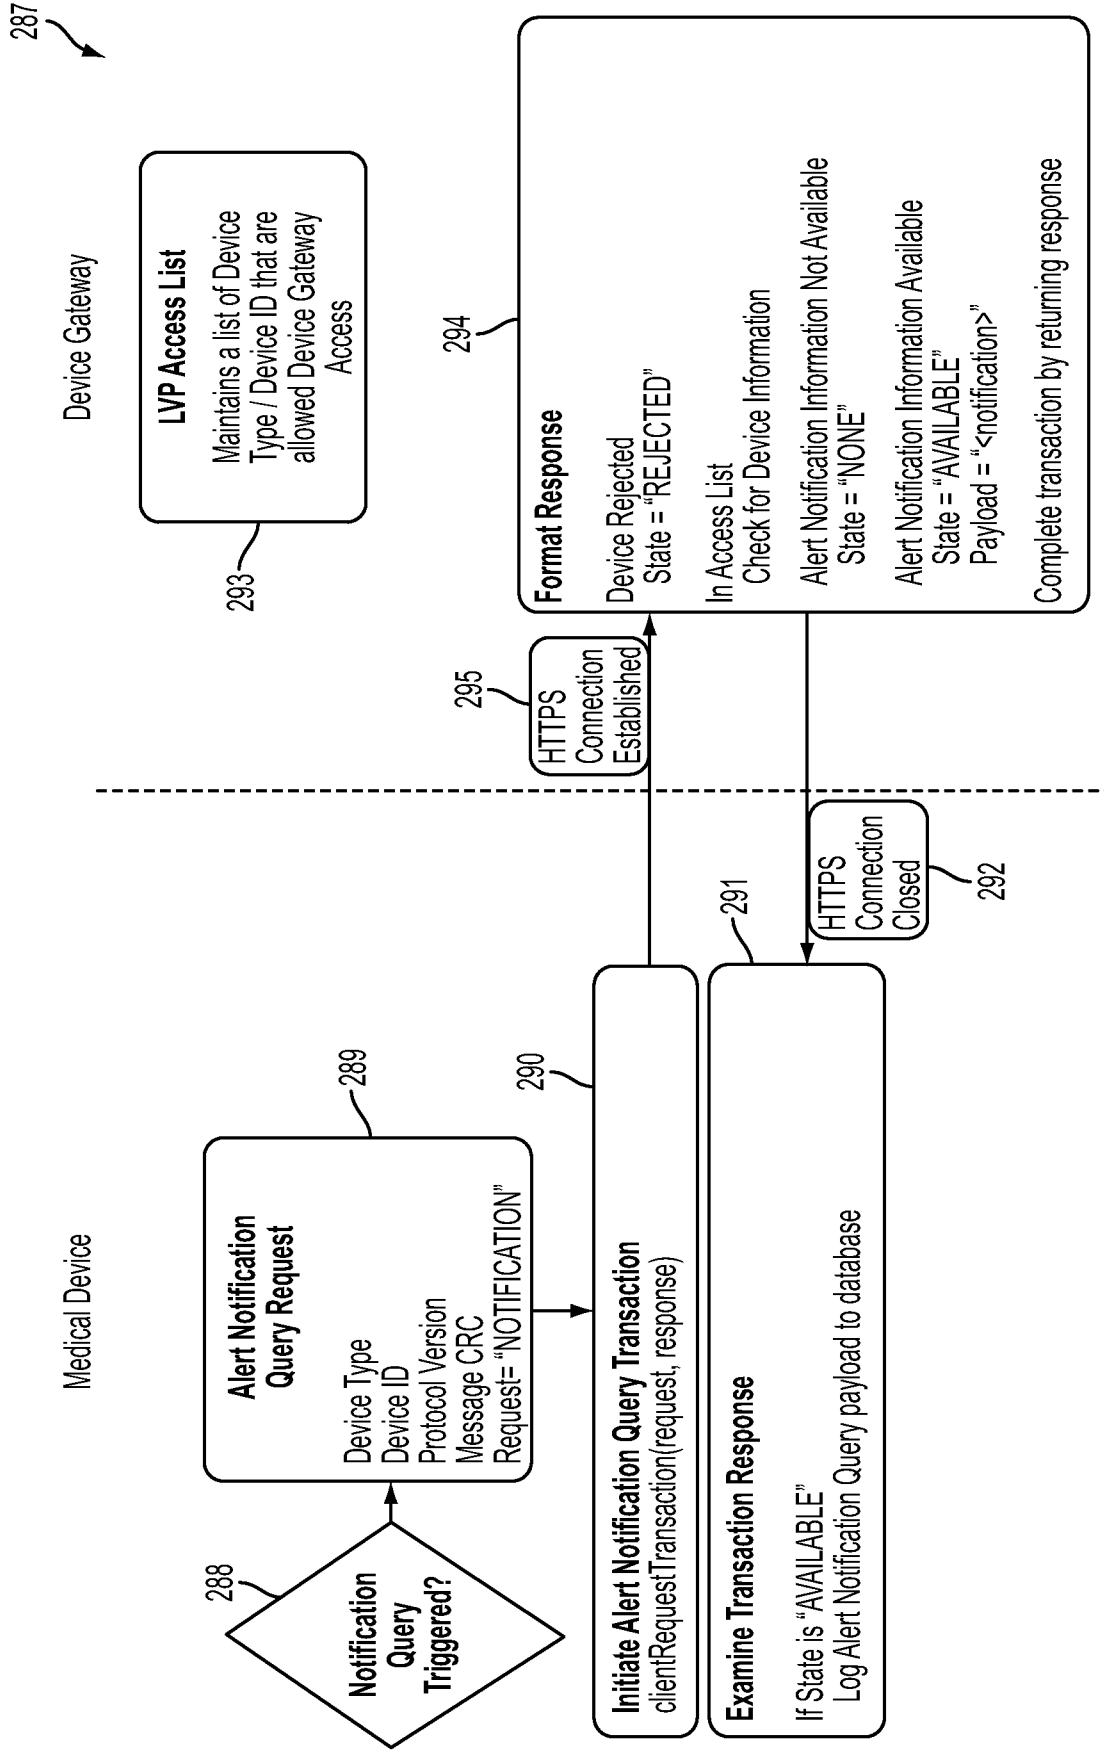 287
Medical Device
Device Gateway
288
Notification
Query
Triggered?
289
Alert Notification
Query Request
Device Type
Device ID
Protocol Version
Message CRC
Request= “NOTIFICATION”
290
Initiate Alert Notification Query Transaction
clientRequestTransaction(request, response)
291
Examine Transaction Response
If State is “AVAILABLE”
Log Alert Notification Query payload to database
295
HTTPS
Connection
Established
HTTPS
Connection
Closed
292
LVP Access List
Maintains a list of Device
Type / Device ID that are
allowed Device Gateway
Access
293
294
Format Response
Device Rejected
State = “REJECTED”
In Access List
Check for Device Information
Alert Notification Information Not Available
State = “NONE”
Alert Notification Information Available
State = “AVAILABLE”
Payload = “<notification>”
Complete transaction by returning response